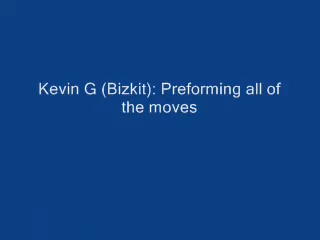 Kevin G (Bizkit): Preforming all of
the moves